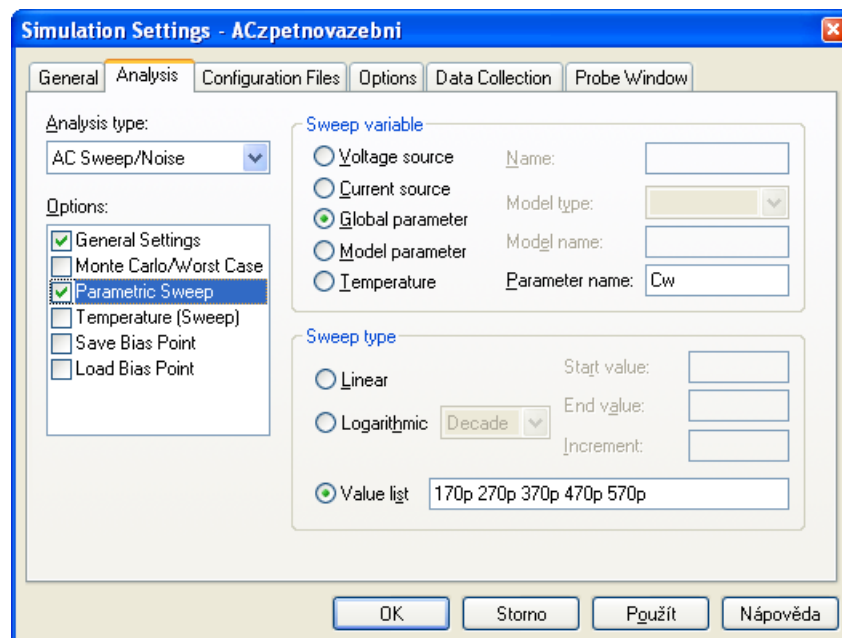 Simulation Settings - ACzpetnovazebni
General Analysis Configuration Files Options Data Collection Probe Window
Analysis type:
AC Sweep/Noise
Options:
General Settings
Monte Carlo/Worst Case
Parametric Sweep
Temperature (Sweep)
Save Bias Point
Load Bias Point
Sweep variable
Voltage source Name:
Current source
Model type:
Global parameter
Model parameter Model name:
Temperature Parameter name: Cw
Sweep type
Linear Start value:
End value:
Logarithmic Decade
Increment:
Value list 170p 270p 370p 470p 570p
OK Storno Použít Nápověda